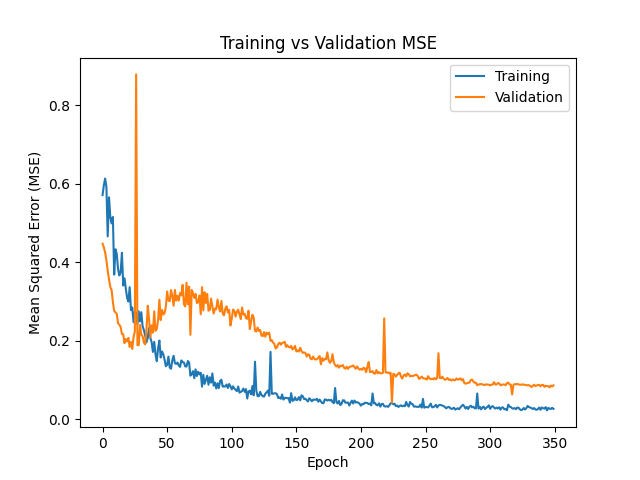 Training vs Validation MSE
Training
Validation
Mean Squared Error (MSE)
0.8
0.6
0.4
0.2
0.0
0 50 100 150 200 250 300 350
Epoch